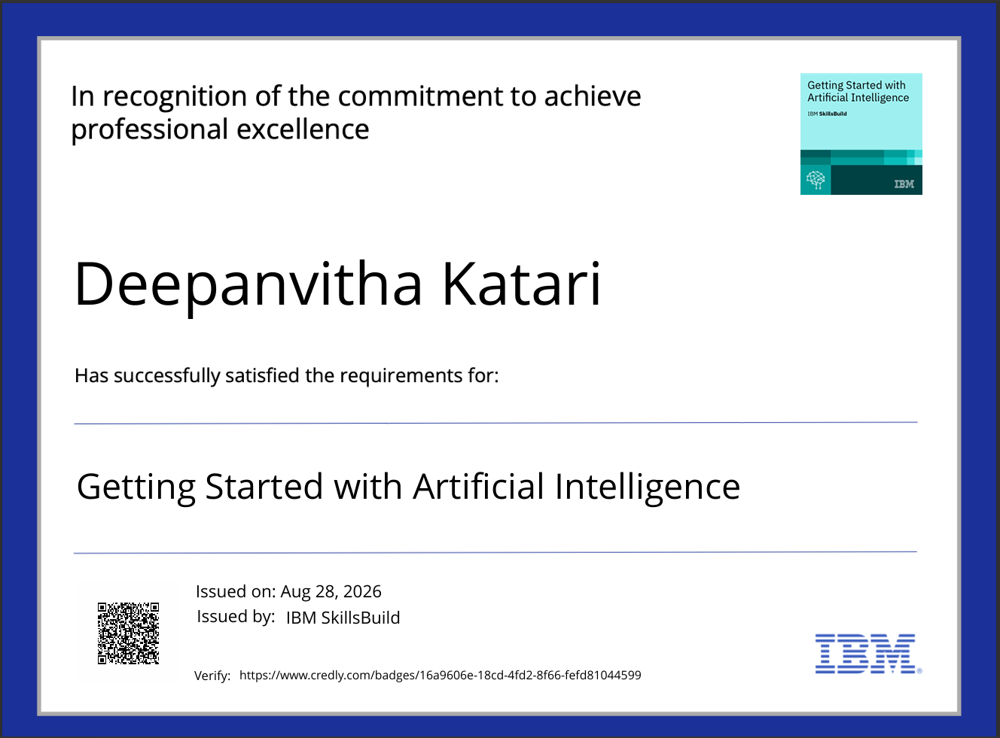 In recognition of the commitment to achieve
professional excellence
Getting Started with
Artificial Intelligence
IBM SkillsBuild
IBM
Deepanvitha Katari
Has successfully satisfied the requirements for:
Getting Started with Artificial Intelligence
Issued on: Aug 28, 2026
Issued by: IBM SkillsBuild
Verify: https://www.credly.com/badges/16a9606e-18cd-4fd2-8f66-fefd81044599
IBM®